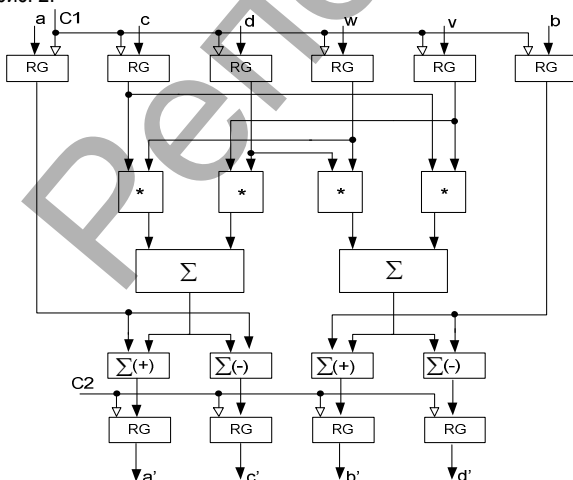 a C1 c d w v b
RG RG RG RG RG RG
* * * *
Σ Σ
Σ(+) Σ(-) Σ(+) Σ(-)
C2
RG RG RG RG
a' c' b' d'